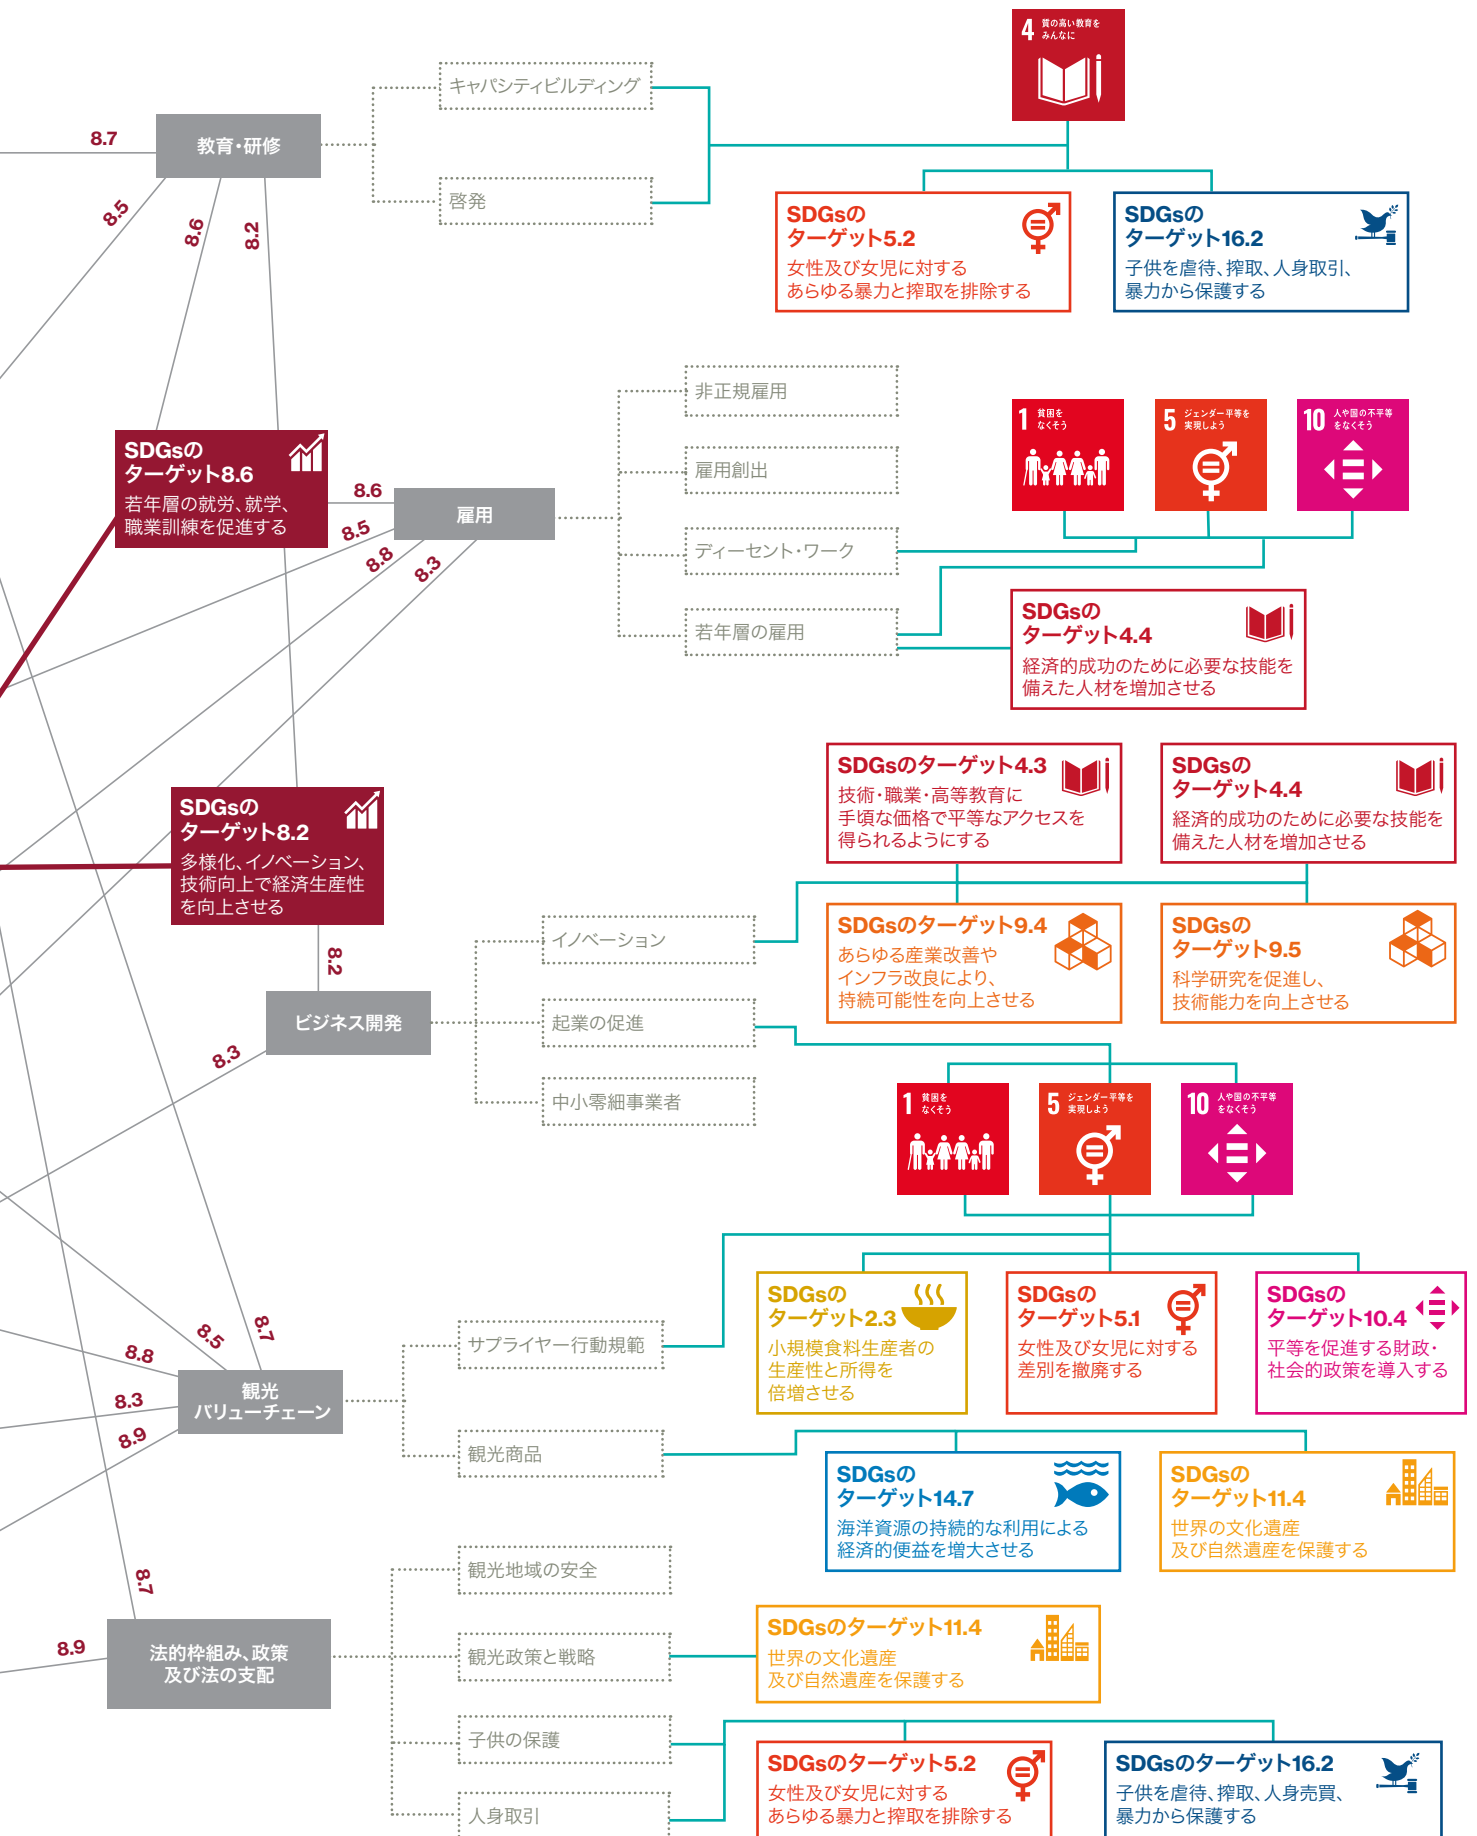 4 質の高い教育を
みんなに
キャパシティビルディング
8.7
教育・研修
啓発
8.5
8.6
8.2
SDGsの
ターゲット5.2
女性及び女児に対する
あらゆる暴力と搾取を排除する
SDGsの
ターゲット16.2
子供を虐待、搾取、人身取引、
暴力から保護する
非正規雇用
雇用創出
ディーセント・ワーク
若年層の雇用
1 貧困を
なくそう
5 ジェンダー平等を
実現しよう
10 人や国の不平等
をなくそう
SDGsの
ターゲット8.6
若年層の就労、就学、
職業訓練を促進する
8.6
雇用
8.5
8.8
8.3
SDGsの
ターゲット4.4
経済的成功のために必要な技能を
備えた人材を増加させる
SDGsのターゲット4.3
技術・職業・高等教育に
手頃な価格で平等なアクセスを
得られるようにする
SDGsの
ターゲット4.4
経済的成功のために必要な技能を
備えた人材を増加させる
SDGsの
ターゲット8.2
多様化、イノベーション、
技術向上で経済生産性
を向上させる
SDGsのターゲット9.4
あらゆる産業改善や
インフラ改良により、
持続可能性を向上させる
SDGsの
ターゲット9.5
科学研究を促進し、
技術能力を向上させる
イノベーション
8.2
ビジネス開発
起業の促進
8.3
中小零細事業者
1 貧困を
なくそう
5 ジェンダー平等を
実現しよう
10 人や国の不平等
をなくそう
SDGsの
ターゲット2.3
小規模食料生産者の
生産性と所得を
倍増させる
SDGsの
ターゲット5.1
女性及び女児に対する
差別を撤廃する
SDGsの
ターゲット10.4
平等を促進する財政・
社会的政策を導入する
8.5
8.7
8.8
8.3
8.9
観光
バリューチェーン
サプライヤー行動規範
観光商品
SDGsの
ターゲット14.7
海洋資源の持続的な利用による
経済的便益を増大させる
SDGsの
ターゲット11.4
世界の文化遺産
及び自然遺産を保護する
8.7
8.9
法的枠組み、政策
及び法の支配
観光地域の安全
観光政策と戦略
子供の保護
人身取引
SDGsのターゲット11.4
世界の文化遺産
及び自然遺産を保護する
SDGsのターゲット5.2
女性及び女児に対する
あらゆる暴力と搾取を排除する
SDGsのターゲット16.2
子供を虐待、搾取、人身売買、
暴力から保護する